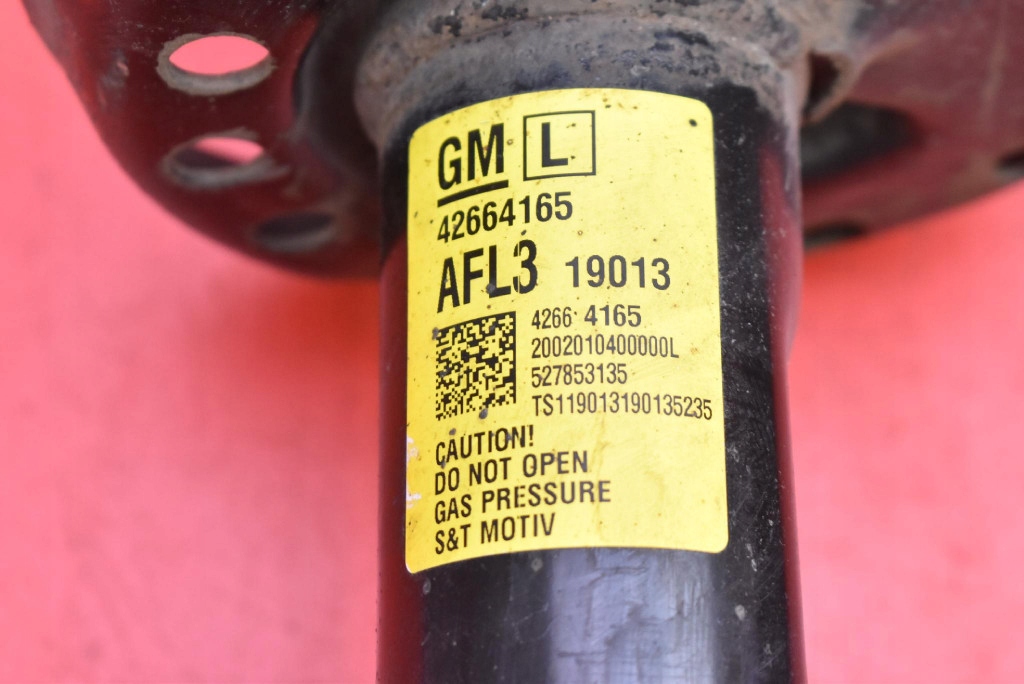 GM L
42664165
AFL3 19013
4266 4165
2002010400000L
527853135
TS119013190135235
CAUTION!
DO NOT OPEN
GAS PRESSURE
S&T MOTIV